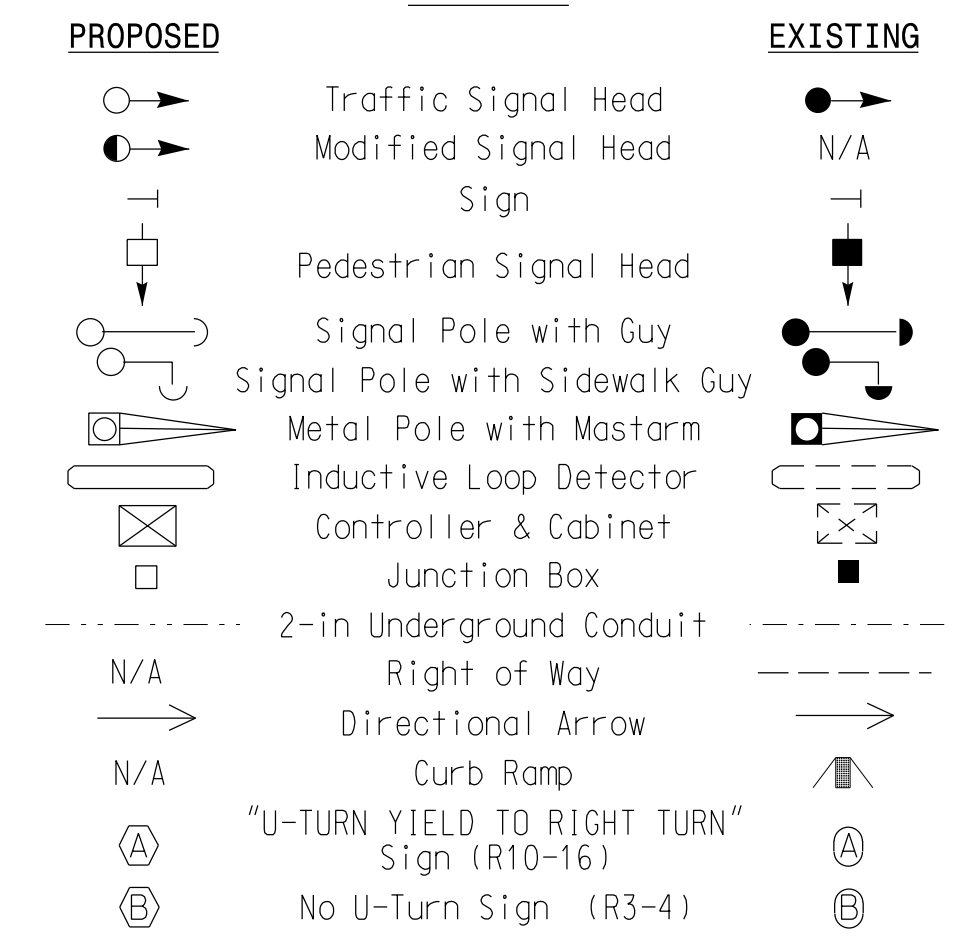 PROPOSED EXISTING
Traffic Signal Head
Modified Signal Head N/A
Sign
Pedestrian Signal Head
Signal Pole with Guy
Signal Pole with Sidewalk Guy
Metal Pole with Mastarm
Inductive Loop Detector
Controller & Cabinet
Junction Box
2-in Underground Conduit
N/A Right of Way
Directional Arrow
N/A Curb Ramp
"U-TURN YIELD TO RIGHT TURN"
A Sign (R10-16) A
B No U-Turn Sign (R3-4) B